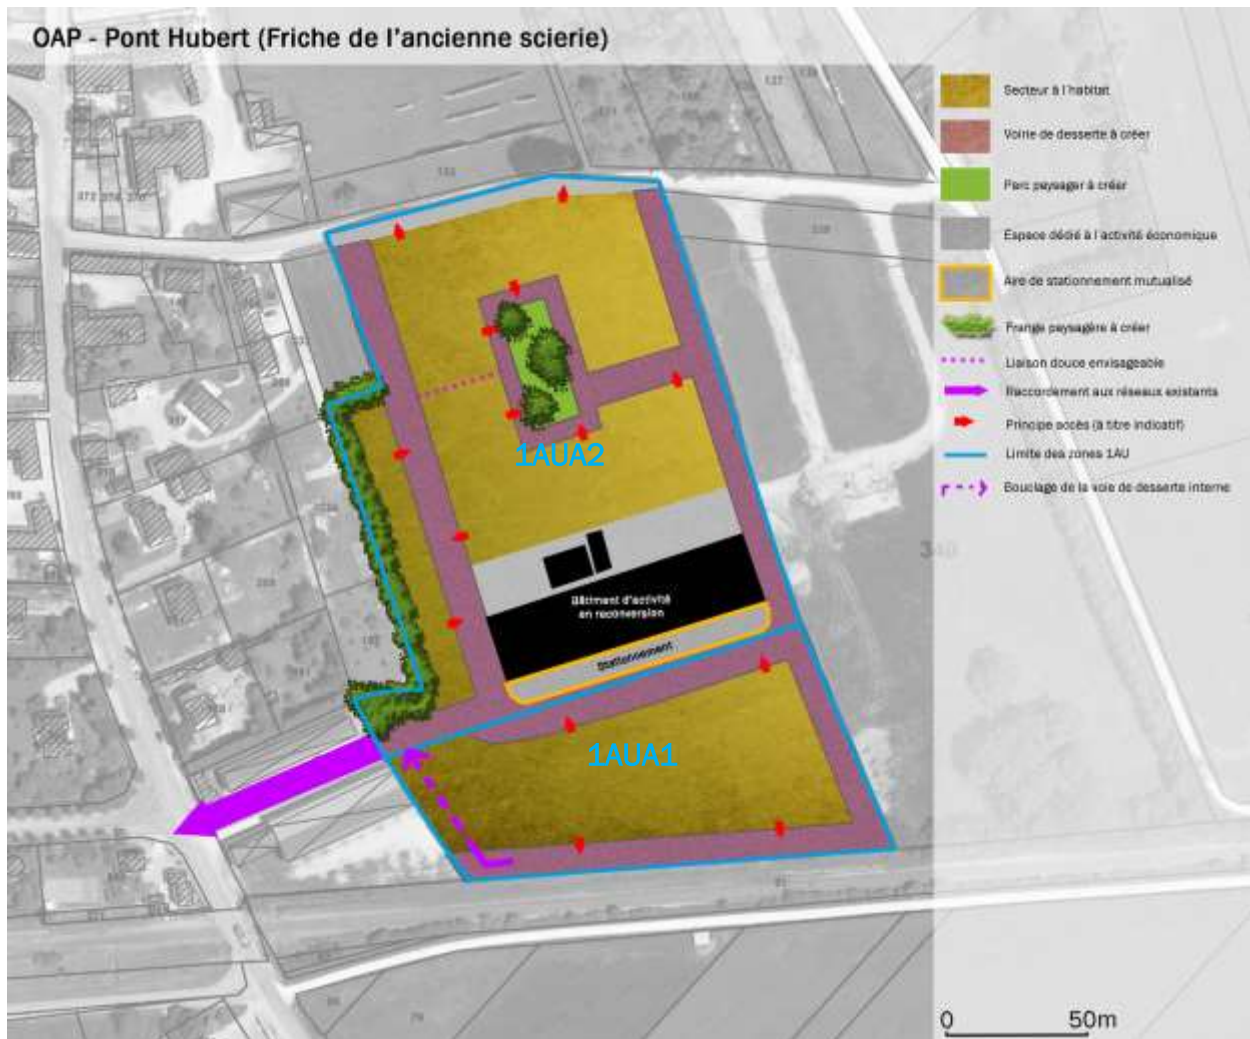 OAP - Pont Hubert (Friche de l'ancienne scierie)
Secteur à l'habitat
Voirie de desserte à créer
Parc paysager à créer
Espace dédié à l'activité économique
Aire de stationnement mutualisé
Frange paysagère à créer
Liaison douce envisageable
Raccordement aux réseaux existants
Principe accès (à titre indicatif)
Limite des zones 1AU
Bouclage de la voie de desserte interne
1AUA2
Bâtiment d'activité
en reconversion
Stationnement
1AUA1
0 50m